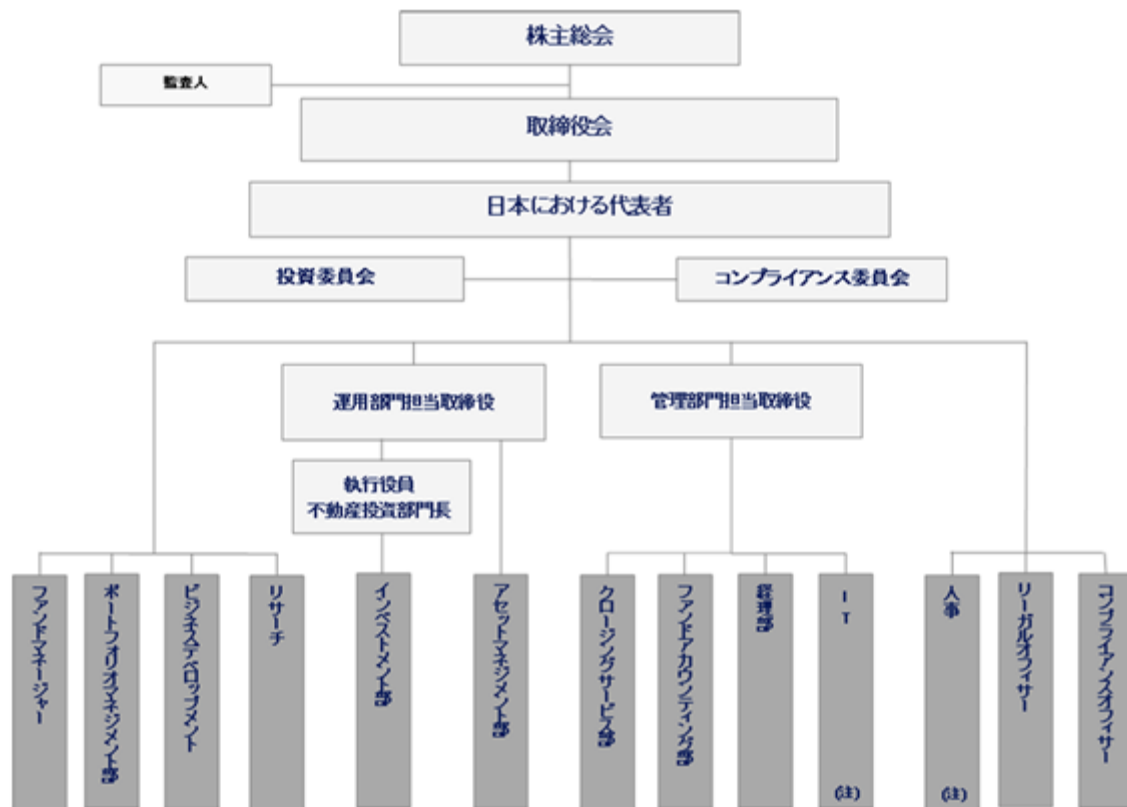 株主総会
監査人
取締役会
日本における代表者
投資委員会
コンプライアンス委員会
運用部門担当取締役
管理部門担当取締役
執行役員
不動産投資部門長
ファンドマネージャー
ポートフォリオマネジメント部
ビジネスデベロップメント
リサーチ
インベストメント部
アセットマネジメント部
クロージングサービス部
ファンドアカウンティング部
経理部
IT
(注)
人事
(注)
リーガルオフィサー
コンプライアンスオフィサー